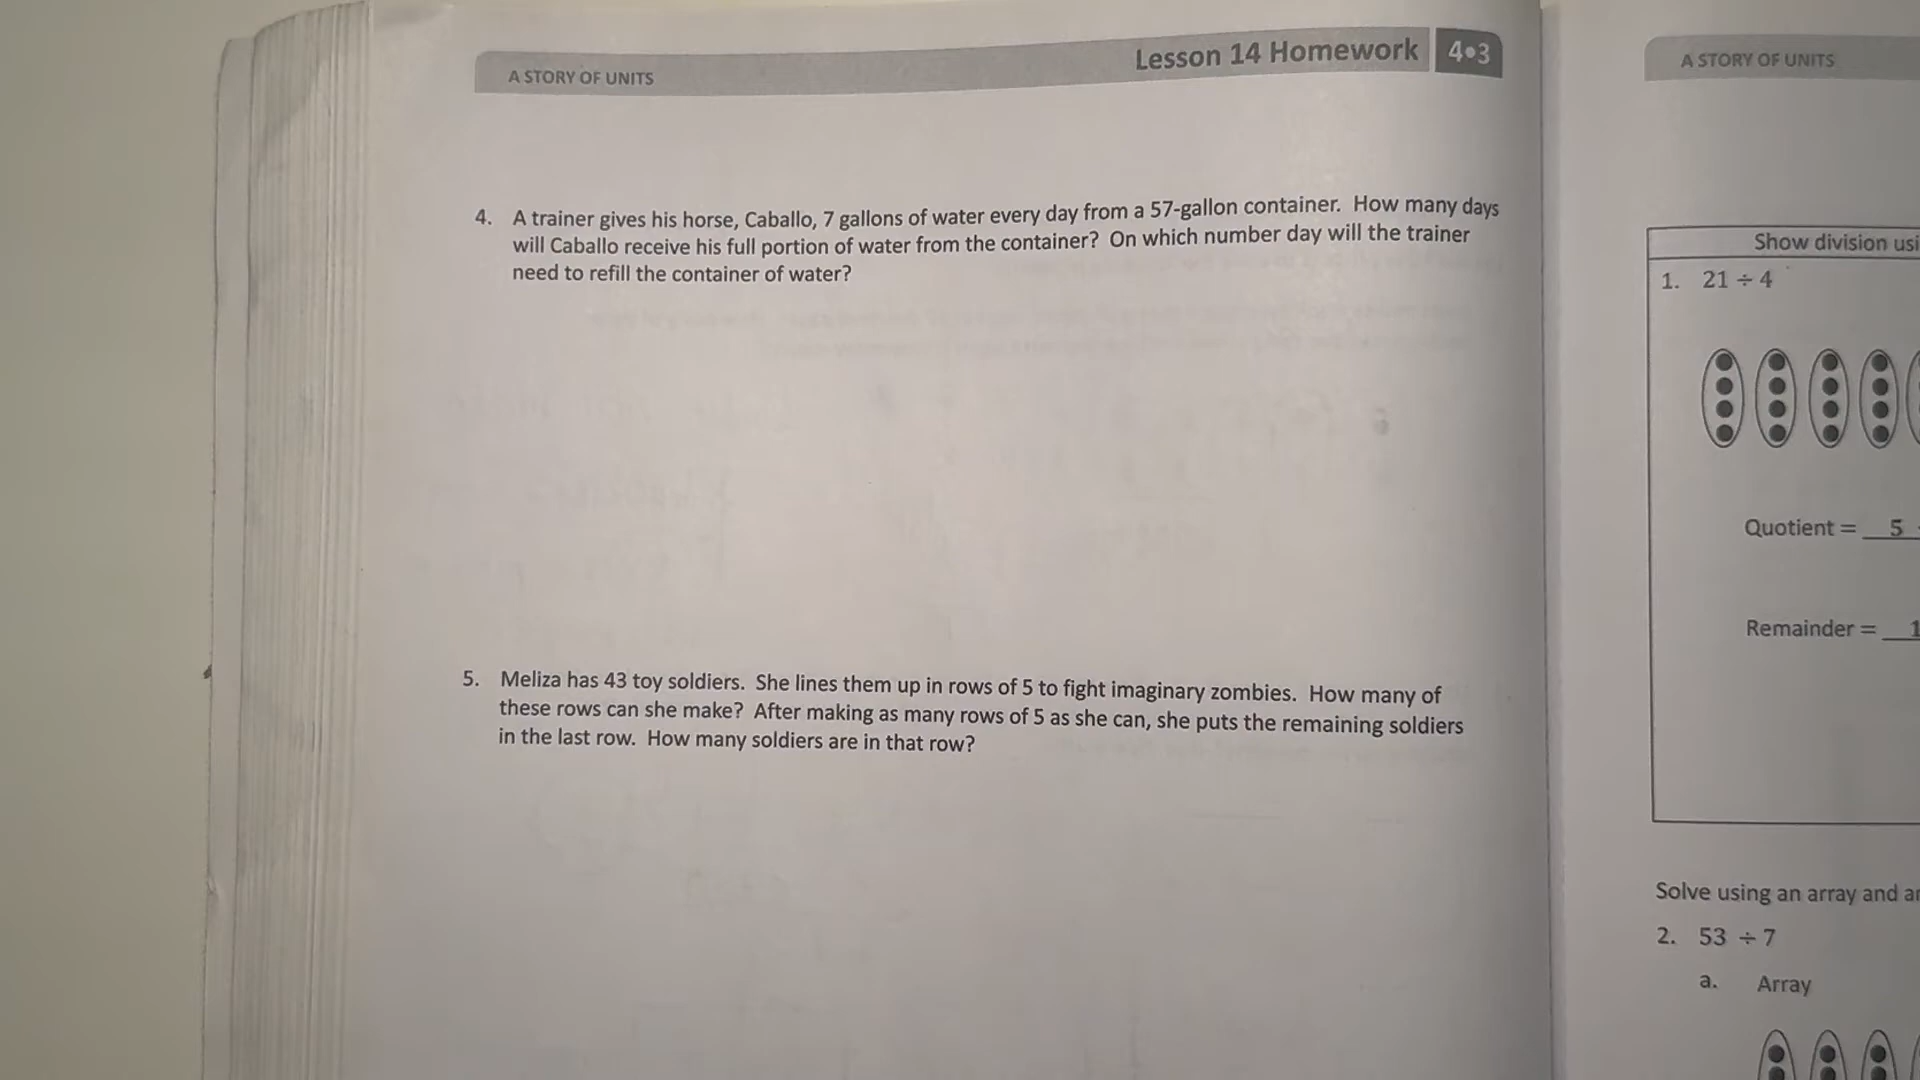 A STORY OF UNITS
Lesson 14 Homework 4•3
4. A trainer gives his horse, Caballo, 7 gallons of water every day from a 57-gallon container. How many days
will Caballo receive his full portion of water from the container? On which number day will the trainer
need to refill the container of water?
5. Meliza has 43 toy soldiers. She lines them up in rows of 5 to fight imaginary zombies. How many of
these rows can she make? After making as many rows of 5 as she can, she puts the remaining soldiers
in the last row. How many soldiers are in that row?
A STORY OF UNITS
Show division usi
1. 21 ÷ 4
Quotient = 5
Remainder = 1
Solve using an array and
2. 53 ÷ 7
a. Array